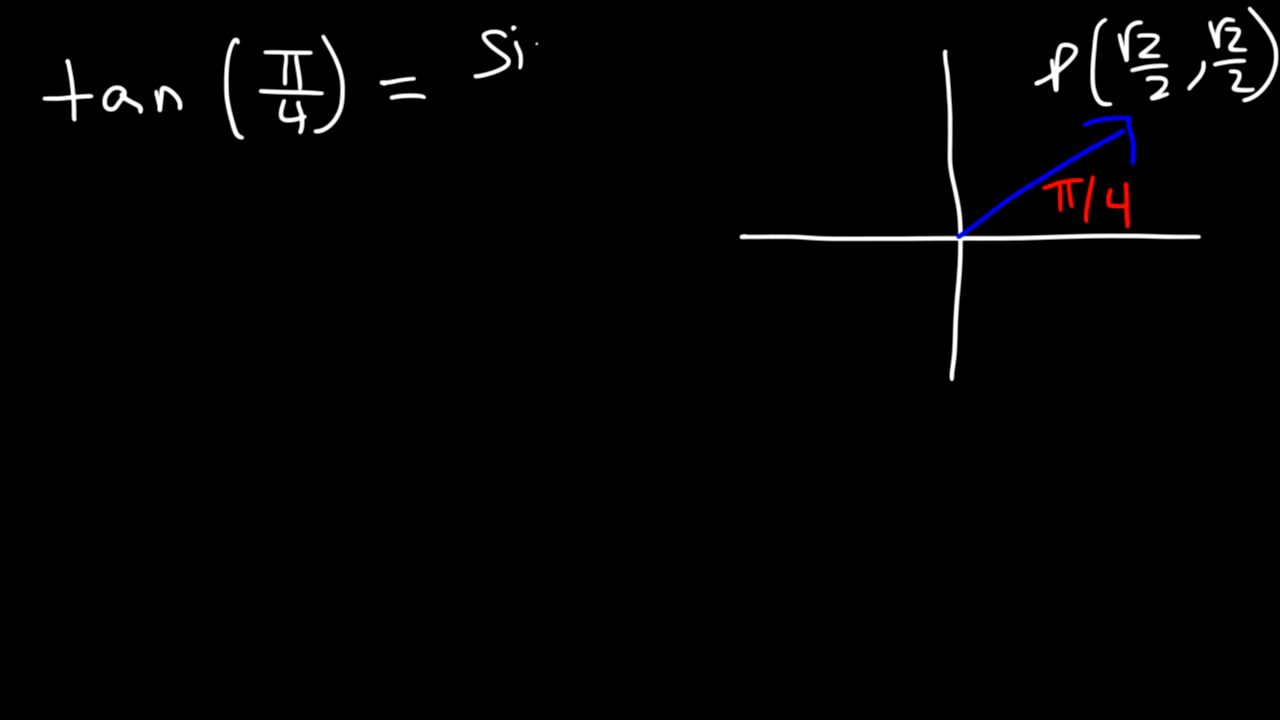 tan (π/4) = Si
P(√2/2, √2/2)
π/4